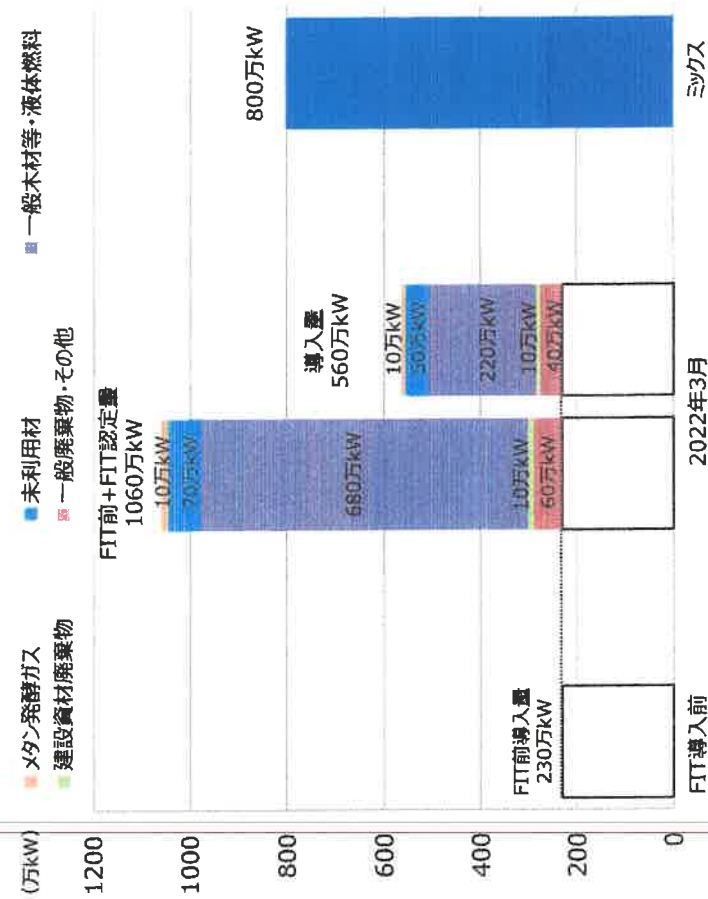 (万kW)
メタン発酵ガス
未利用材
一般木材等・液体燃料
建設資材廃棄物
一般廃棄物・その他
1200
1000
800
600
400
200
0
FIT前導入量
230万kW
FIT導入前
FIT前+FIT認定量
1060万kW
10万kW
70万kW
680万kW
10万kW
60万kW
導入量
560万kW
10万kW
50万kW
220万kW
10万kW
40万kW
2022年3月
800万kW
ミックス